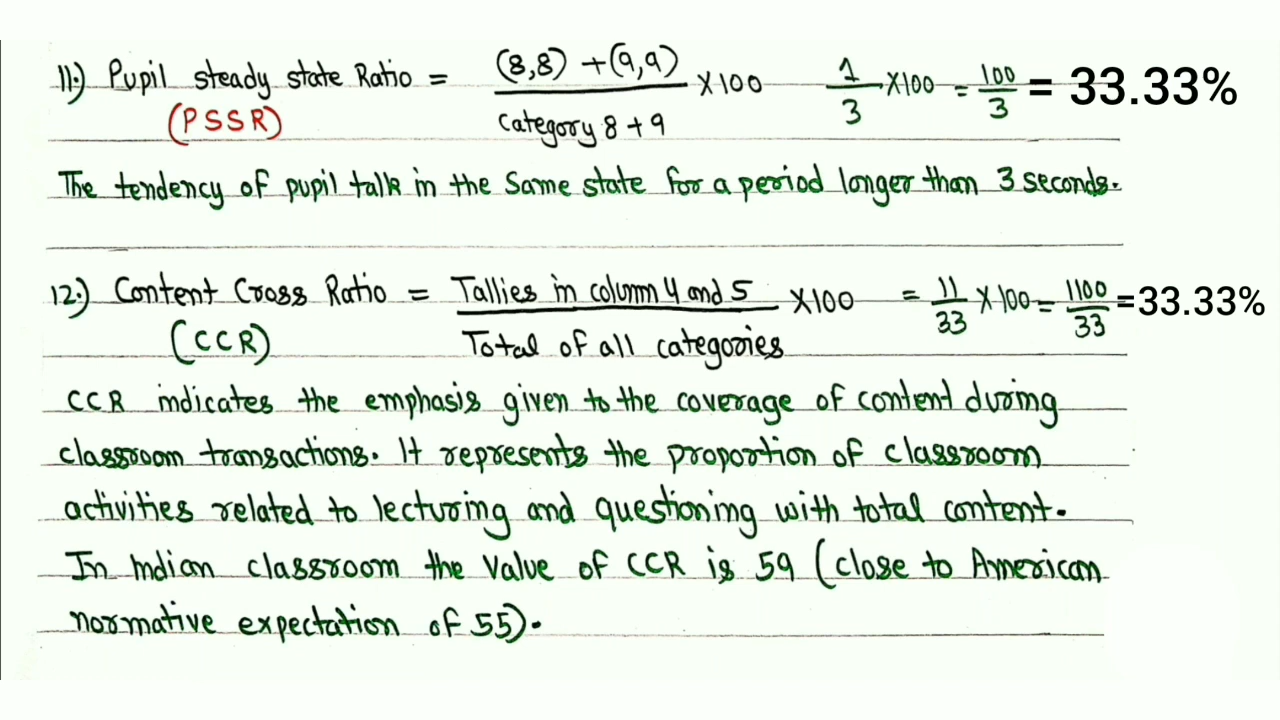 11.) Pupil steady state Ratio = (8,8) + (9,9) / Category 8 + 9 X 100 1/3 X 100 = 100/3 = 33.33%
(PSSR)
The tendency of pupil talk in the same state for a period longer than 3 seconds.
12.) Content Cross Ratio = Tallies in column 4 and 5 / Total of all categories X 100 = 11/33 X 100 = 1100/33 = 33.33%
(CCR)
CCR indicates the emphasis given to the coverage of content during
classroom transactions. It represents the proportion of classroom
activities related to lecturing and questioning with total content.
In Indian classroom the value of CCR is 59 (close to American
normative expectation of 55).